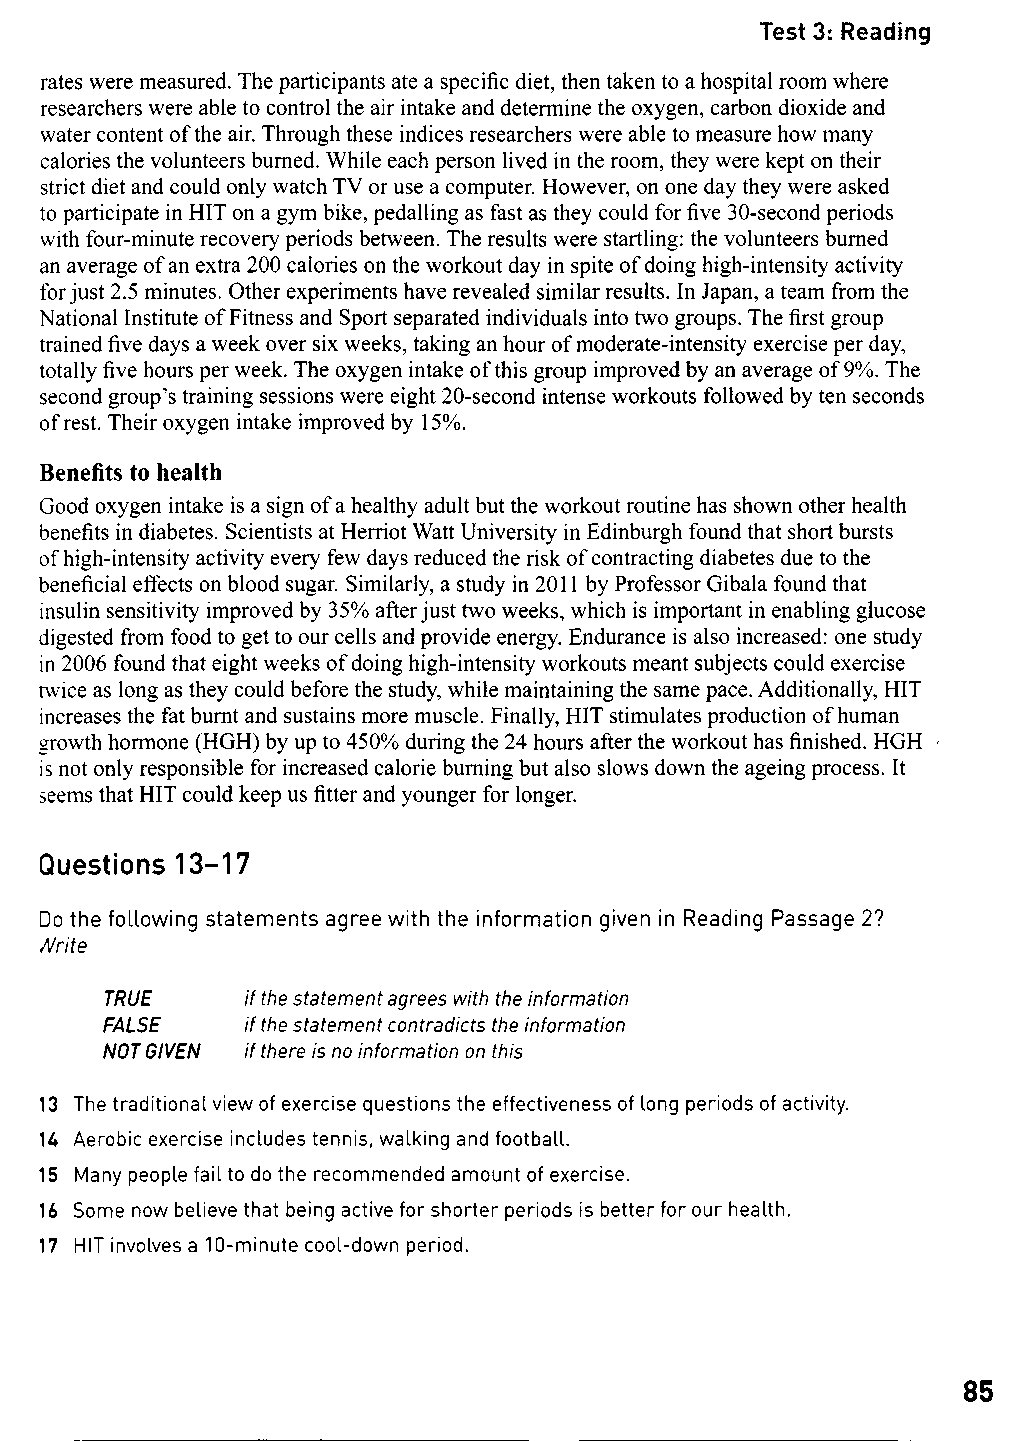 Test 3: Reading
rates were measured. The participants ate a specific diet, then taken to a hospital room where
researchers were able to control the air intake and determine the oxygen, carbon dioxide and
water content of the air. Through these indices researchers were able to measure how many
calories the volunteers burned. While each person lived in the room, they were kept on their
strict diet and could only watch TV or use a computer. However, on one day they were asked
to participate in HIT on a gym bike, pedalling as fast as they could for five 30-second periods
with four-minute recovery periods between. The results were startling: the volunteers burned
an average of an extra 200 calories on the workout day in spite of doing high-intensity activity
for just 2.5 minutes. Other experiments have revealed similar results. In Japan, a team from the
National Institute of Fitness and Sport separated individuals into two groups. The first group
trained five days a week over six weeks, taking an hour of moderate-intensity exercise per day,
totally five hours per week. The oxygen intake of this group improved by an average of 9%. The
second group's training sessions were eight 20-second intense workouts followed by ten seconds
of rest. Their oxygen intake improved by 15%.
Benefits to health
Good oxygen intake is a sign of a healthy adult but the workout routine has shown other health
benefits in diabetes. Scientists at Herriot Watt University in Edinburgh found that short bursts
of high-intensity activity every few days reduced the risk of contracting diabetes due to the
beneficial effects on blood sugar. Similarly, a study in 2011 by Professor Gibala found that
insulin sensitivity improved by 35% after just two weeks, which is important in enabling glucose
digested from food to get to our cells and provide energy. Endurance is also increased: one study
in 2006 found that eight weeks of doing high-intensity workouts meant subjects could exercise
twice as long as they could before the study, while maintaining the same pace. Additionally, HIT
increases the fat burnt and sustains more muscle. Finally, HIT stimulates production of human
growth hormone (HGH) by up to 450% during the 24 hours after the workout has finished. HGH
is not only responsible for increased calorie burning but also slows down the ageing process. It
seems that HIT could keep us fitter and younger for longer.
Questions 13–17
Do the following statements agree with the information given in Reading Passage 2?
Write
TRUE if the statement agrees with the information
FALSE if the statement contradicts the information
NOT GIVEN if there is no information on this
13 The traditional view of exercise questions the effectiveness of long periods of activity.
14 Aerobic exercise includes tennis, walking and football.
15 Many people fail to do the recommended amount of exercise.
16 Some now believe that being active for shorter periods is better for our health.
17 HIT involves a 10-minute cool-down period.
85